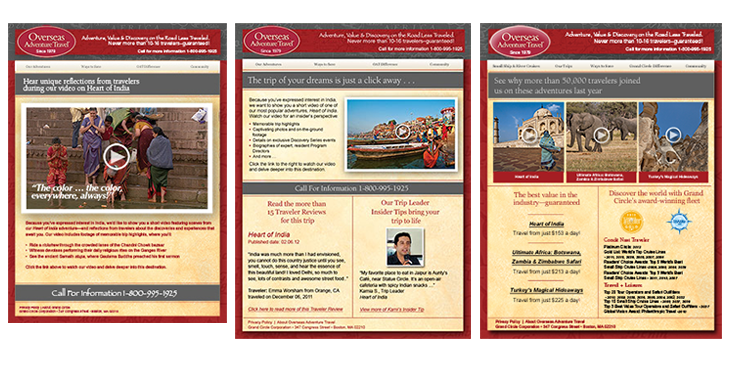 Overseas
Adventure Travel
Since 1978
Adventure, Value & Discovery on the Road Less Traveled.
Never more than 10-16 travelers–guaranteed!
Call for more information 1-800-995-1925
Our Adventures
Ways to Save
OAT Difference
Community
Hear unique reflections from travelers
during our video on Heart of India
“The color ... the color,
everywhere, always!”
Because you've expressed interest in India, we'd like to show you a short video featuring scenes from
our Heart of India adventure—and reflections from travelers about the discoveries and experiences that
await you. Our video includes footage of memorable trip highlights, where you'll:
• Ride a rickshaw through the crowded lanes of the Chandni Chowk bazaar
• Witness devotees performing their daily religious rites on the Ganges River
• See the ancient Sarnath stupa, where Gautama Buddha preached his first service
Click the link above to watch our video and delve deeper into this destination.
Call For Information 1-800-995-1925
Grand Circle Corporation • 347 Congress Street • Boston, MA 02210
Overseas
Adventure Travel
Since 1978
Adventure, Value & Discovery on the Road Less Traveled.
Never more than 10-16 travelers–guaranteed!
Call for more information 1-800-995-1925
Our Adventures
Ways to Save
OAT Difference
Community
The trip of your dreams is just a click away . . .
Because you've expressed interest in India
we want to show you a short video of one
of our most popular adventures, Heart of India.
Watch our video for an insider's perspective
• Memorable trip highlights
• Captivating photos and on-the ground
footage
• Details on exclusive Discovery Series events
• Biographies of expert, resident Program
Directors
• And more...
Click the link to the right to watch our video
and delve deeper into this destination.
Call For Information 1-800-995-1925
Read the more than
15 Traveler Reviews
for this trip
Heart of India
Published date: 02.06.12
“India was much more than I had envisioned,
you cannot do this country justice until you see,
smell, touch, sense, and hear the essence of
this beautiful land! I loved Delhi, so much to
see, lots of contrasts and awesome street food.”
Traveler: Emma Worsham from Orange, CA
traveled on December 06, 2011
Click here to read more of this Traveler Review
Our Trip Leader
Insider Tips bring your
trip to life
“My favorite place to eat in Jaipur is Aunty's
Café, near Statue Circle. It's an open-air
cafeteria with spicy Indian snacks ...”
Karnia S., Trip Leader
Heart of India
View more of Karni's Insider Tip
Privacy Policy | About Overseas Adventure Travel
Grand Circle Corporation • 347 Congress Street • Boston, MA 02210
Overseas
Adventure Travel
Since 1978
Adventure, Value & Discovery on the Road Less Traveled.
Never more than 10-16 travelers–guaranteed!
Call for more information 1-800-995-1925
Small Ship & River Cruises
Our Trips
Ways to Save
Grand Circle Difference
Community
See why more than 50,000 travelers joined
us on these adventures last year
Heart of India
Ultimate Africa: Botswana,
Zambia & Zimbabwe Safari
Turkey's Magical Hideaways
The best value in the
industry—guaranteed
Heart of India
Travel from just $153 a day!
Ultimate Africa: Botswana,
Zambia & Zimbabwe Safari
Travel from just $213 a day!
Turkey's Magical Hideaways
Travel from just $225 a day!
Discover the world with Grand
Circle's award-winning fleet
Condé Nast Traveler
Travel + Leisure
Privacy Policy | About Overseas Adventure Travel
Grand Circle Corporation • 347 Congress Street • Boston, MA 02210